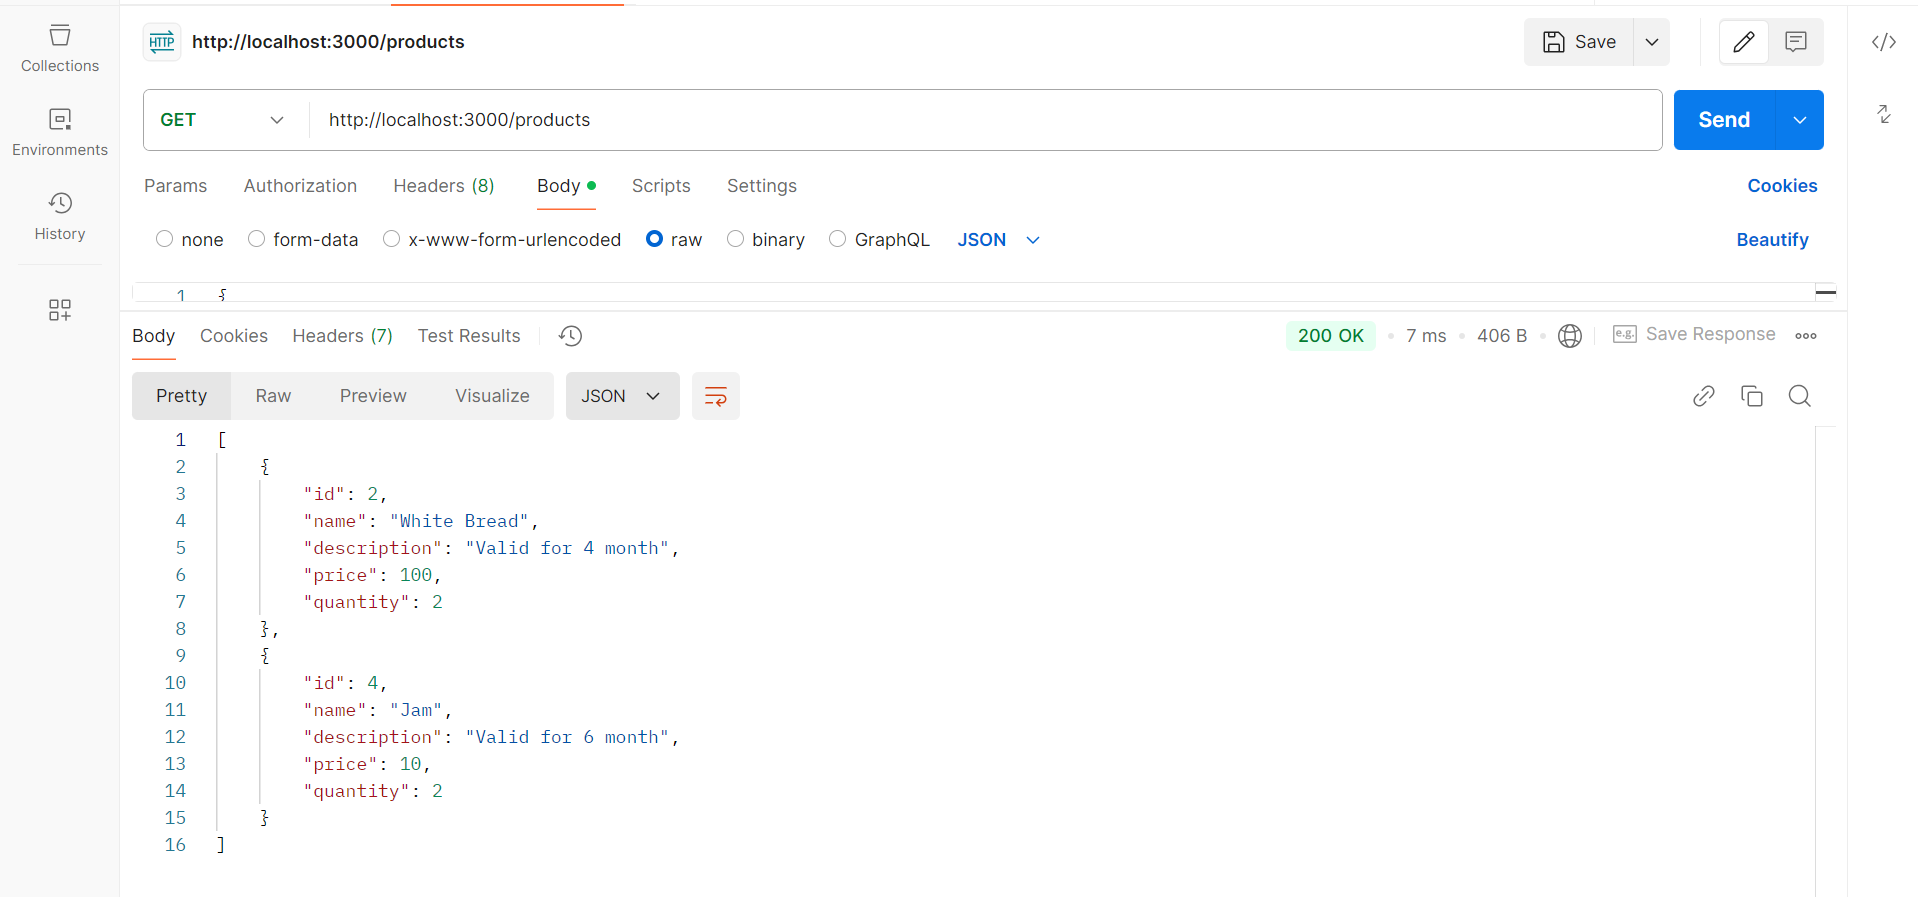 Collections
Environments
History
HTTP
http://localhost:3000/products
Save
GET
http://localhost:3000/products
Send
Params Authorization Headers (8) Body Scripts Settings Cookies
none form-data x-www-form-urlencoded raw binary GraphQL JSON Beautify
1 {
Body Cookies Headers (7) Test Results 200 OK 7 ms 406 B e.g. Save Response
Pretty Raw Preview Visualize JSON
1 [
2 {
3 "id": 2,
4 "name": "White Bread",
5 "description": "Valid for 4 month",
6 "price": 100,
7 "quantity": 2
8 },
9 {
10 "id": 4,
11 "name": "Jam",
12 "description": "Valid for 6 month",
13 "price": 10,
14 "quantity": 2
15 }
16 ]